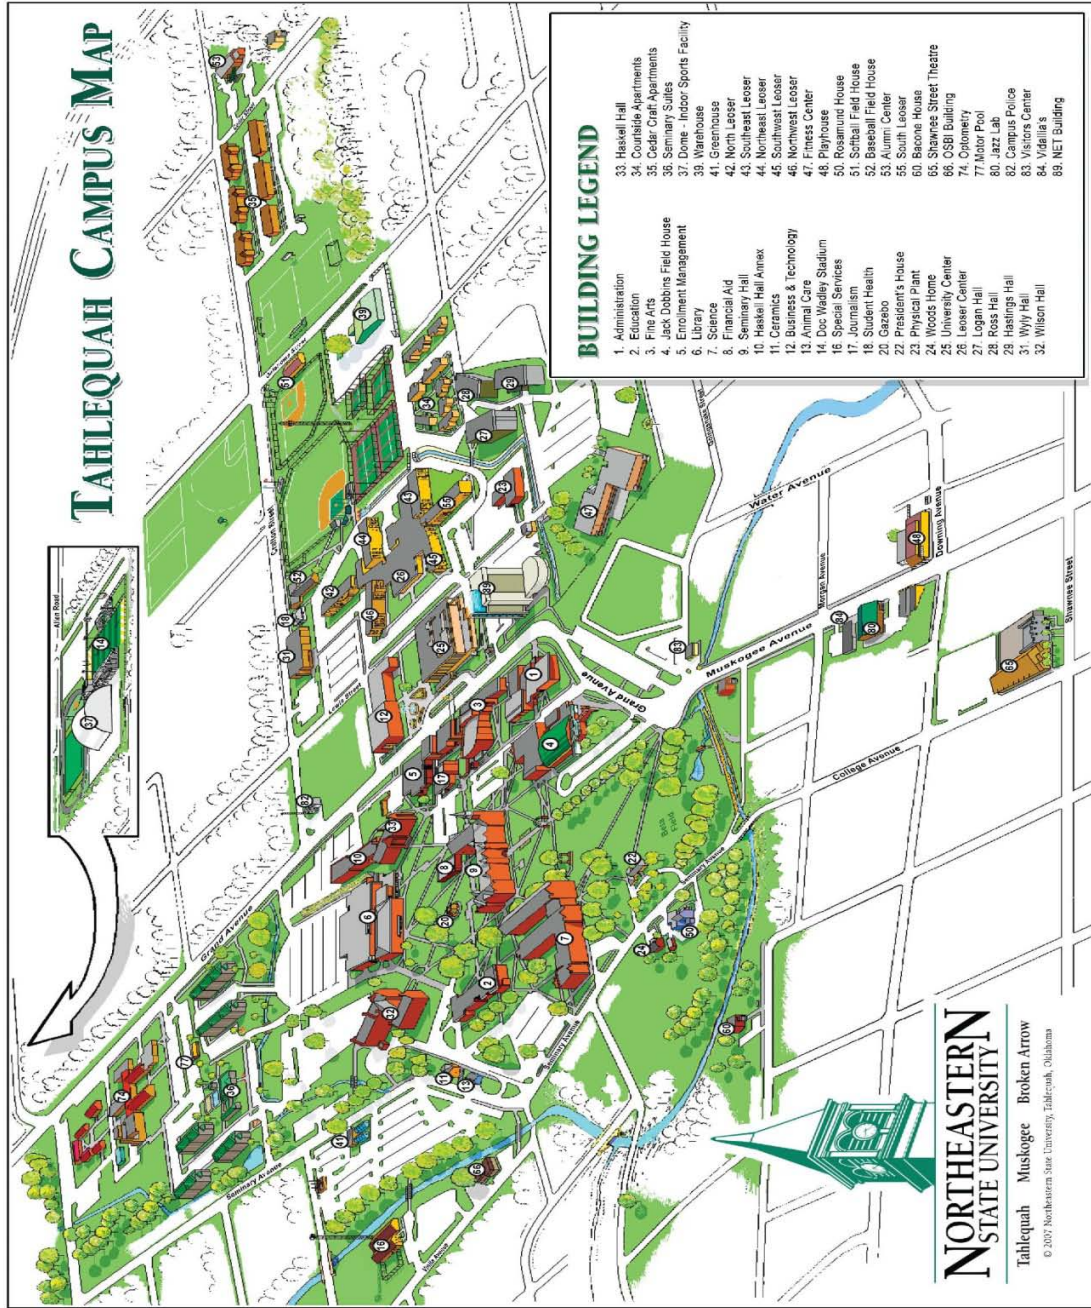 TAHLEQUAH CAMPUS MAP
Allen Road
BUILDING LEGEND
1. Administration
2. Education
3. Fine Arts
4. Jack Dobbins Field House
5. Enrollment Management
6. Library
7. Science
8. Financial Aid
9. Seminary Hall
10. Haskell Hall Annex
11. Ceramics
12. Business & Technology
13. Animal Care
14. Doc Wadley Stadium
16. Special Services
17. Journalism
18. Student Health
20. Gazebo
22. President's House
23. Physical Plant
24. Woods Home
25. University Center
26. Leoser Center
27. Logan Hall
28. Ross Hall
29. Hastings Hall
31. Wyly Hall
32. Wilson Hall
33. Haskell Hall
34. Courtside Apartments
35. Cedar Craft Apartments
36. Seminary Suites
37. Dome - Indoor Sports Facility
39. Warehouse
41. Greenhouse
42. North Leoser
43. Southeast Leoser
44. Northeast Leoser
45. Southwest Leoser
46. Northwest Leoser
47. Fitness Center
48. Playhouse
50. Rosamund House
51. Softball Field House
52. Baseball Field House
53. Alumni Center
55. South Leoser
60. Bacone House
65. Shawnee Street Theatre
66. OSBI Building
74. Optometry
77. Motor Pool
80. Jazz Lab
82. Campus Police
83. Visitors Center
84. Vidallia's
89. NET Building
Grand Avenue
Seminary Avenue
Seminary Avenue
Seminary Avenue
Grand Avenue
Lewis Street
Beta
Field
Muskogee Avenue
Water Avenue
Morgan Avenue
Downing Avenue
College Avenue
Shawnee Street
NORTHEASTERN
STATE UNIVERSITY
Tahlequah Muskogee Broken Arrow
© 2007 Northeastern State University, Tahlequah, Oklahoma